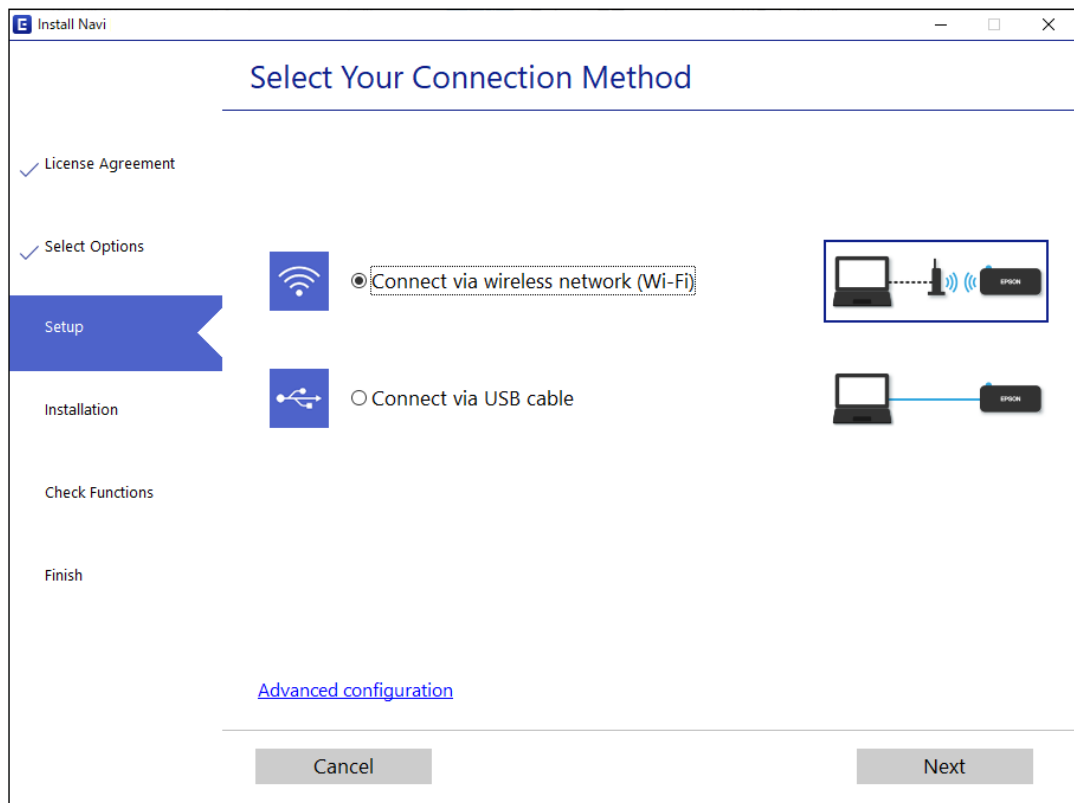 Install Navi
Select Your Connection Method
License Agreement
Select Options
Setup
Installation
Check Functions
Finish
Connect via wireless network (Wi-Fi)
EPSON
Connect via USB cable
EPSON
Advanced configuration
Cancel
Next